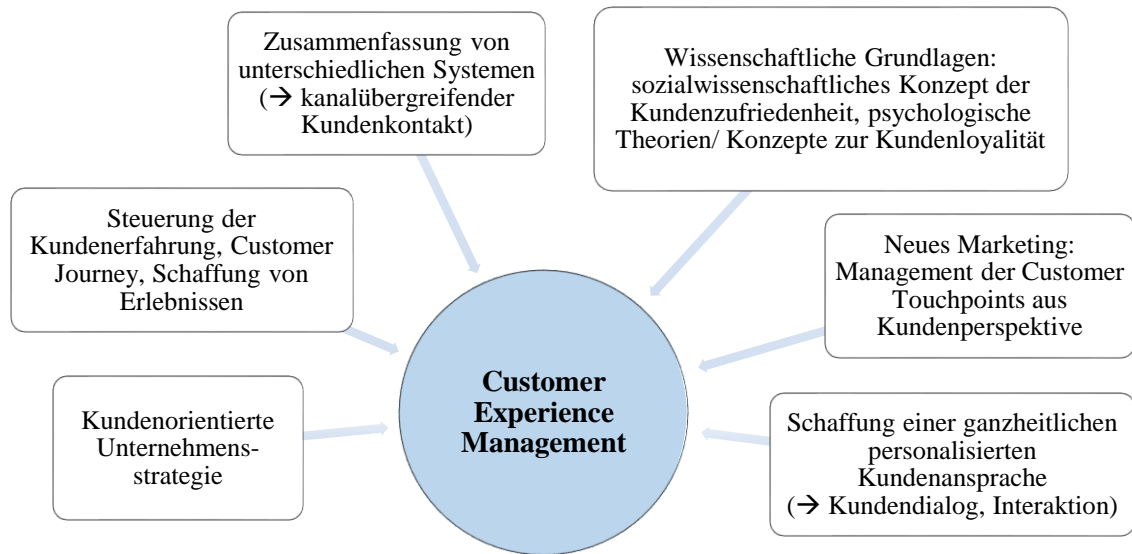 Zusammenfassung von
unterschiedlichen Systemen
(→ kanalübergreifender
Kundenkontakt)
Wissenschaftliche Grundlagen:
sozialwissenschaftliches Konzept der
Kundenzufriedenheit, psychologische
Theorien/ Konzepte zur Kundenloyalität
Steuerung der
Kundenerfahrung, Customer
Journey, Schaffung von
Erlebnissen
Neues Marketing:
Management der Customer
Touchpoints aus
Kundenperspektive
Customer
Experience
Management
Kundenorientierte
Unternehmens-
strategie
Schaffung einer ganzheitlichen
personalisierten
Kundenansprache
(→ Kundendialog, Interaktion)